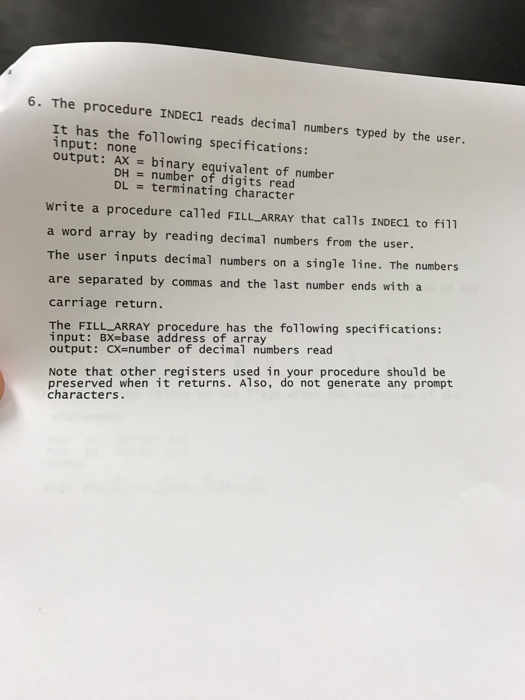 6. The procedure INDEC1 reads decimal numbers typed by the user.
It has the following specifications:
input: none
output: AX = binary equivalent of number
DH = number of digits read
DL = terminating character
Write a procedure called FILL_ARRAY that calls INDEC1 to fill
a word array by reading decimal numbers from the user.
The user inputs decimal numbers on a single line. The numbers
are separated by commas and the last number ends with a
carriage return.
The FILL_ARRAY procedure has the following specifications:
input: BX=base address of array
output: CX=number of decimal numbers read
Note that other registers used in your procedure should be
preserved when it returns. Also, do not generate any prompt
characters.